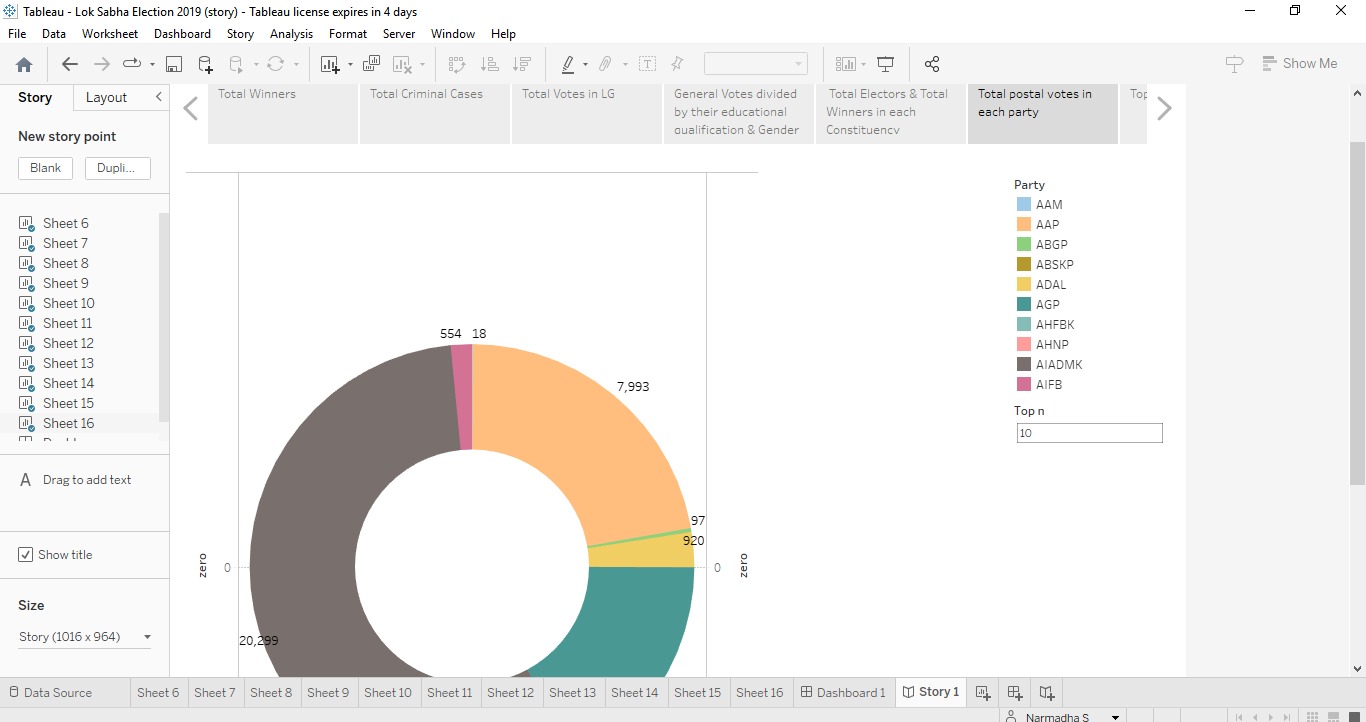 Tableau - Lok Sabha Election 2019 (story) - Tableau license expires in 4 days
File Data Worksheet Dashboard Story Analysis Format Server Window Help
Show Me
Story Layout
New story point
Blank Dupli...
Sheet 6
Sheet 7
Sheet 8
Sheet 9
Sheet 10
Sheet 11
Sheet 12
Sheet 13
Sheet 14
Sheet 15
Sheet 16
A Drag to add text
Show title
Size
Story (1016 x 964)
Total Winners
Total Criminal Cases
Total Votes in LG
General Votes divided
by their educational
qualification & Gender
Total Electors & Total
Winners in each
Constituency
Total postal votes in
each party
Top
554 18
7,993
97
920
zero 0
0 zero
20,299
Party
AAM
AAP
ABGP
ABSKP
ADAL
AGP
AHFBK
AHNP
AIADMK
AIFB
Top n
10
Data Source Sheet 6 Sheet 7 Sheet 8 Sheet 9 Sheet 10 Sheet 11 Sheet 12 Sheet 13 Sheet 14 Sheet 15 Sheet 16 Dashboard 1 Story 1
Narmadha S